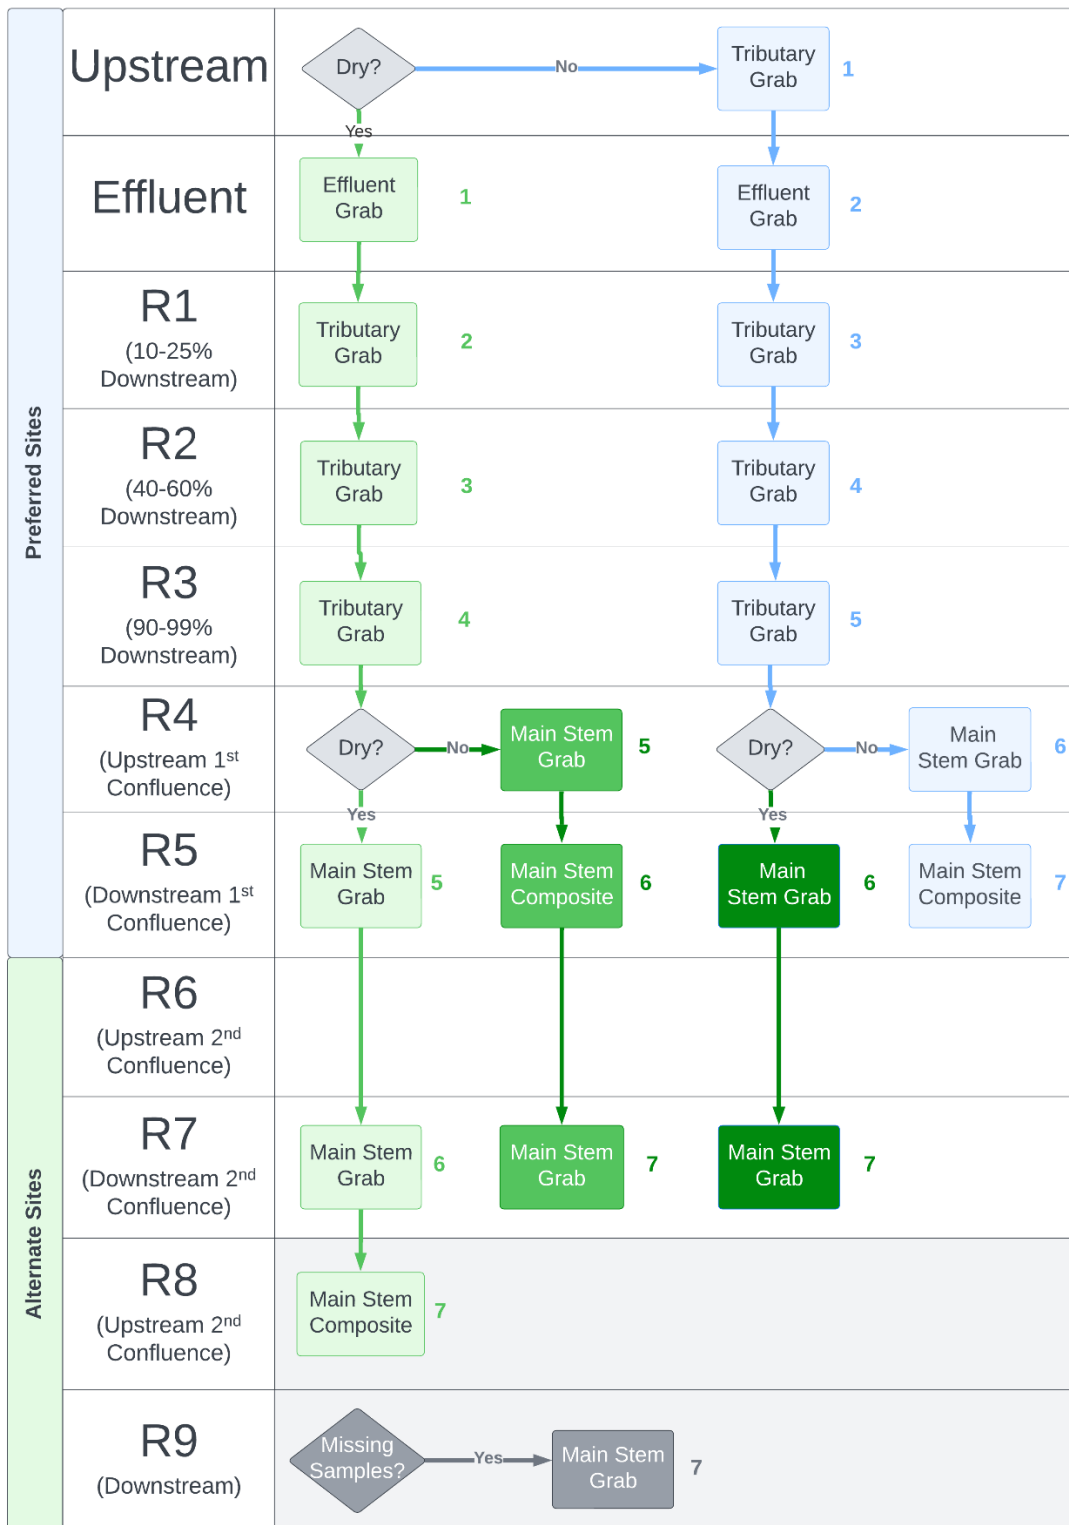 Upstream
Dry?
No
Tributary
Grab
1
Yes
Effluent
Effluent
Grab
1
Effluent
Grab
2
R1
(10-25%
Downstream)
Tributary
Grab
2
Tributary
Grab
3
R2
(40-60%
Downstream)
Tributary
Grab
3
Tributary
Grab
4
Preferred Sites
R3
(90-99%
Downstream)
Tributary
Grab
4
Tributary
Grab
5
R4
(Upstream 1st
Confluence)
Dry?
No
Main Stem
Grab
5
Dry?
No
Main
Stem Grab
6
Yes
Yes
R5
(Downstream 1st
Confluence)
Main Stem
Grab
5
Main Stem
Composite
6
Main
Stem Grab
6
Main Stem
Composite
7
R6
(Upstream 2nd
Confluence)
R7
(Downstream 2nd
Confluence)
Main Stem
Grab
6
Main Stem
Grab
7
Main Stem
Grab
7
Alternate Sites
R8
(Upstream 2nd
Confluence)
Main Stem
Composite
7
R9
(Downstream)
Missing
Samples?
Yes
Main Stem
Grab
7